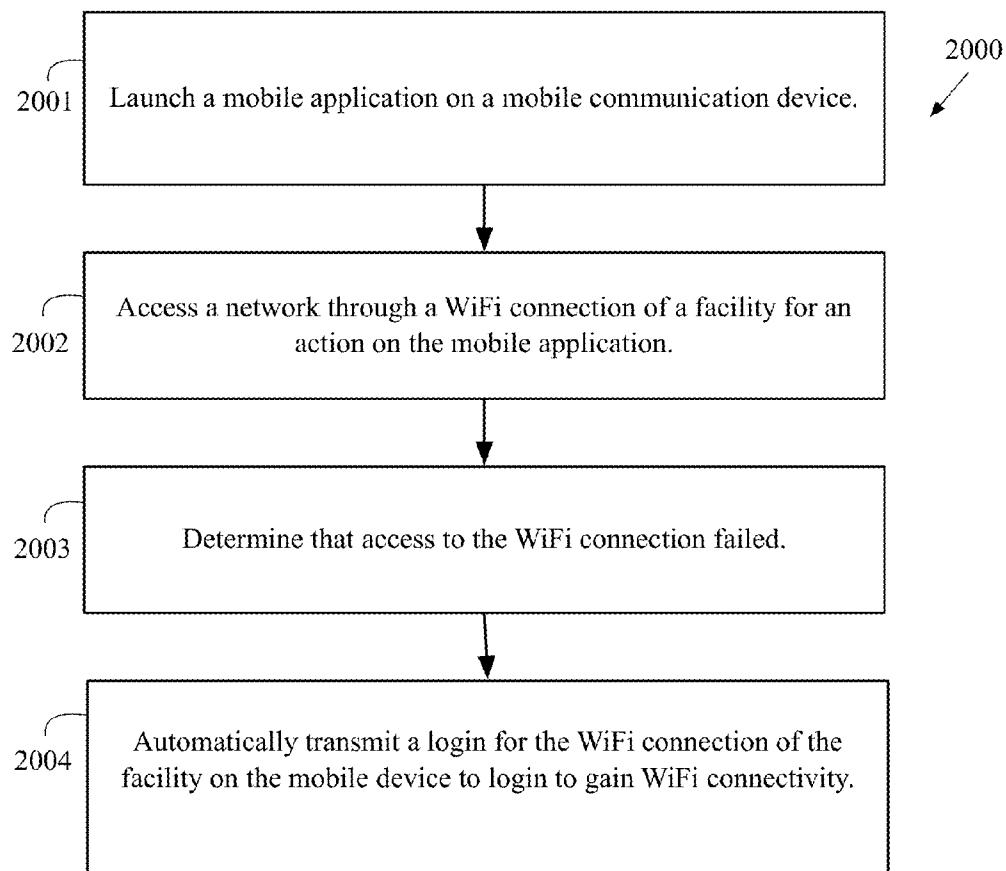 2000
2001
Launch a mobile application on a mobile communication device.
2002
Access a network through a WiFi connection of a facility for an
action on the mobile application.
2003
Determine that access to the WiFi connection failed.
2004
Automatically transmit a login for the WiFi connection of the
facility on the mobile device to login to gain WiFi connectivity.